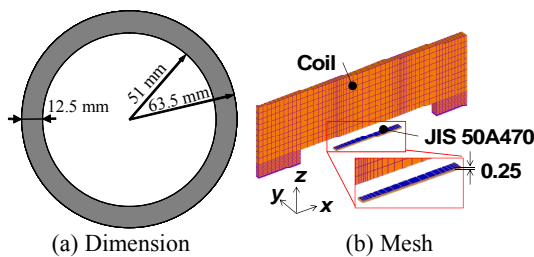 51 mm
63.5 mm
12.5 mm
(a) Dimension
Coil
JIS 50A470
0.25
z
y
x
(b) Mesh